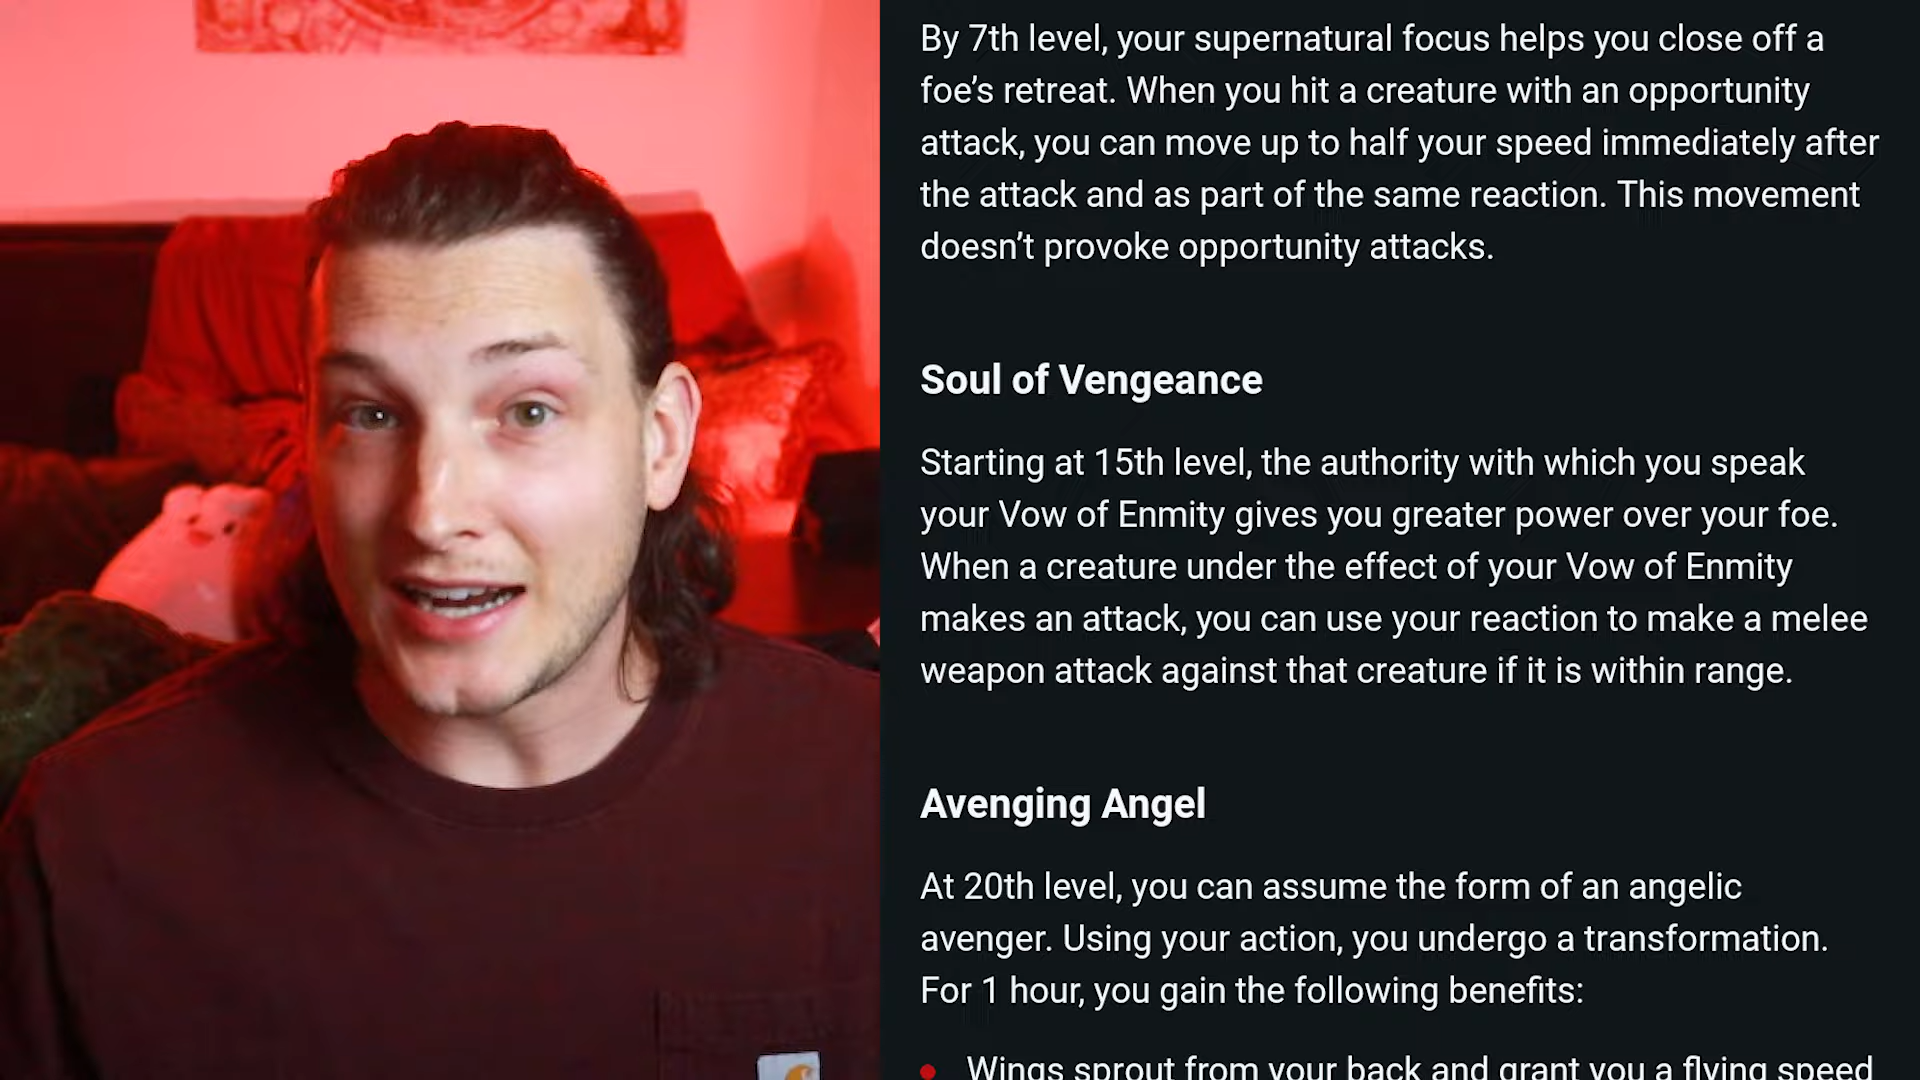 By 7th level, your supernatural focus helps you close off a
foe’s retreat. When you hit a creature with an opportunity
attack, you can move up to half your speed immediately after
the attack and as part of the same reaction. This movement
doesn’t provoke opportunity attacks.
Soul of Vengeance
Starting at 15th level, the authority with which you speak
your Vow of Enmity gives you greater power over your foe.
When a creature under the effect of your Vow of Enmity
makes an attack, you can use your reaction to make a melee
weapon attack against that creature if it is within range.
Avenging Angel
At 20th level, you can assume the form of an angelic
avenger. Using your action, you undergo a transformation.
For 1 hour, you gain the following benefits:
Wings sprout from your back and grant you a flying speed